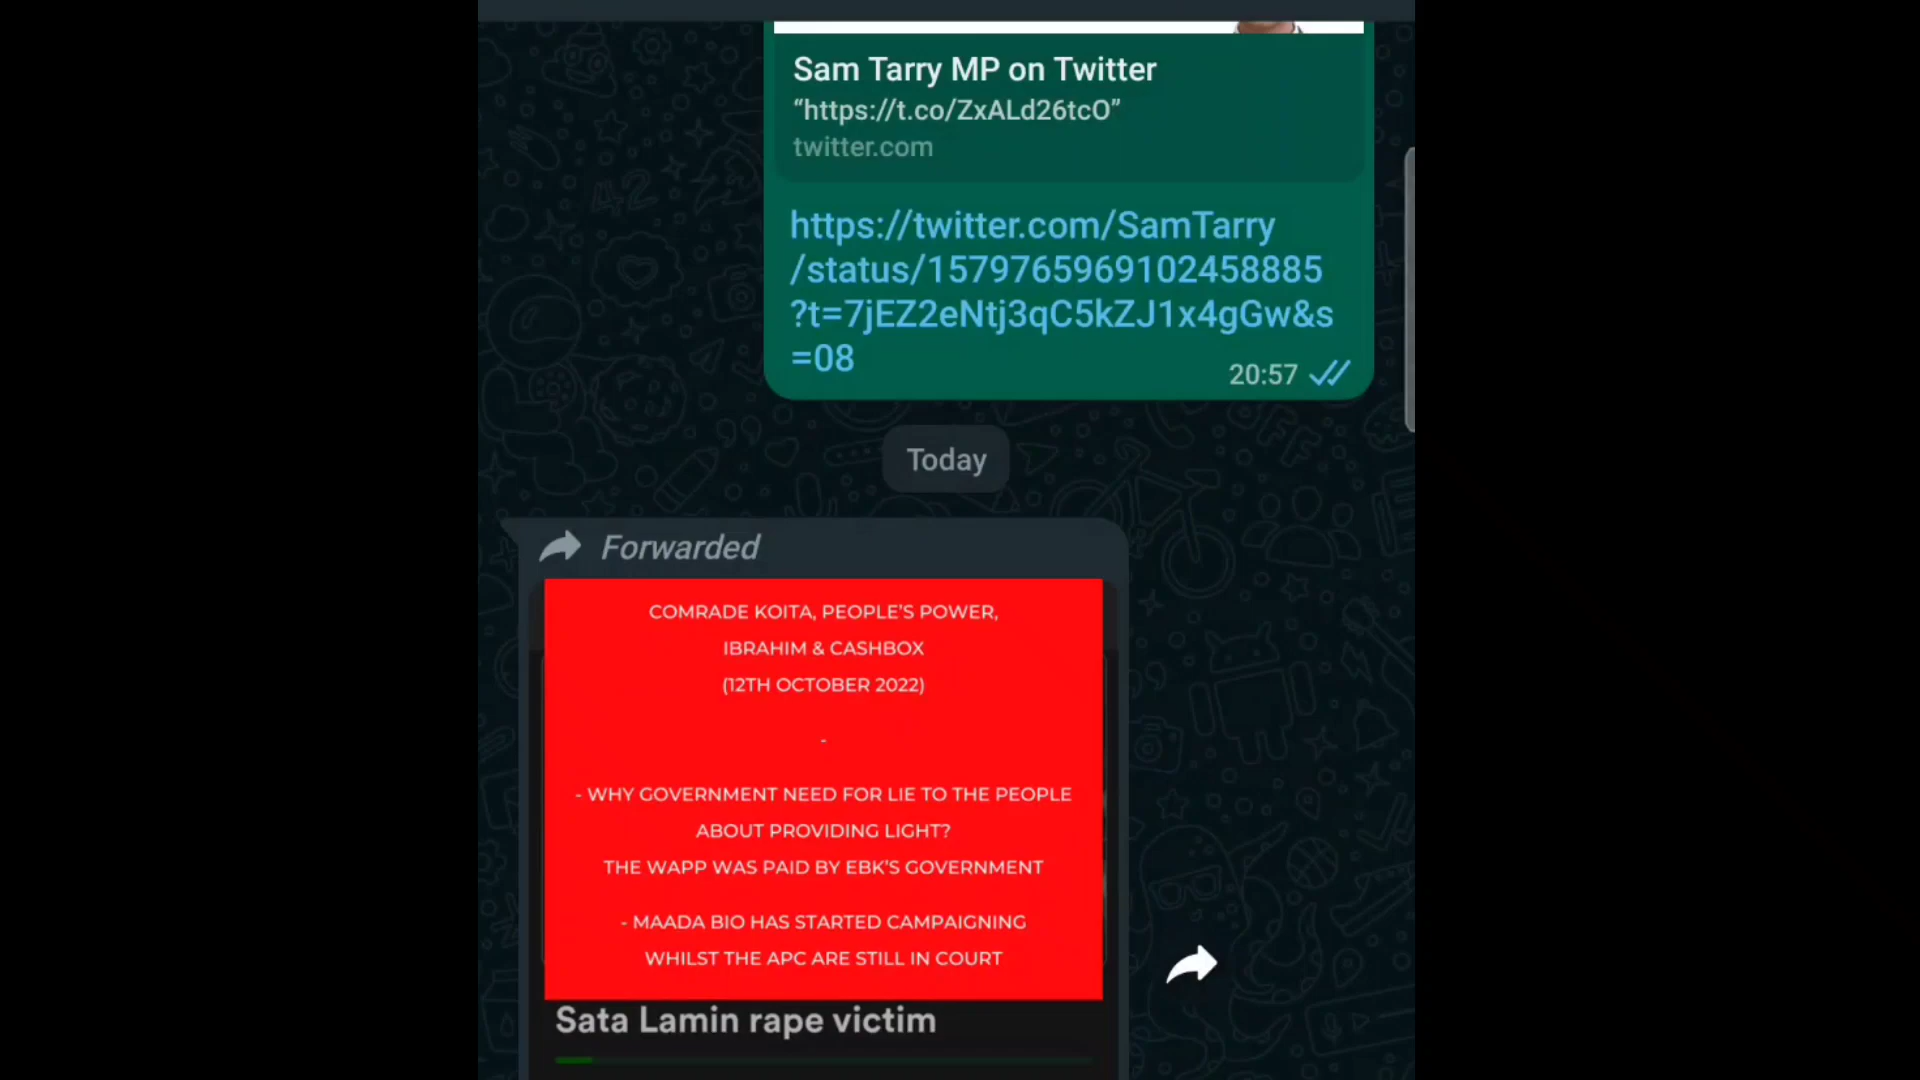 Sam Tarry MP on Twitter
“https://t.co/ZxALd26tcO”
twitter.com
https://twitter.com/SamTarry
/status/1579765969102458885
?t=7jEZ2eNtj3qC5kZJ1x4gGw&s
=08
20:57
Today
Forwarded
COMRADE KOITA, PEOPLE'S POWER,
IBRAHIM & CASHBOX
(12TH OCTOBER 2022)
-
- WHY GOVERNMENT NEED FOR LIE TO THE PEOPLE
ABOUT PROVIDING LIGHT?
THE WAPP WAS PAID BY EBK'S GOVERNMENT
- MAADA BIO HAS STARTED CAMPAIGNING
WHILST THE APC ARE STILL IN COURT
Sata Lamin rape victim